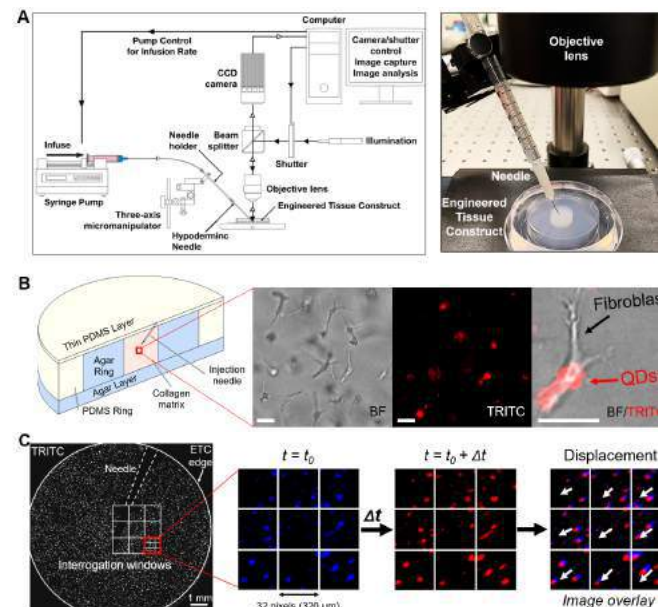 A
Pump Control
for Infusion Rate
Computer
Camera/shutter
control
Image capture
Image analysis
CCD
camera
Infuse
Needle
holder
Beam
splitter
Illumination
Shutter
Syringe Pump
Objective lens
Three-axis
micromanipulator
Engineered Tissue Construct
Hypodermic
Needle
Objective
lens
Needle
Engineered
Tissue
Construct
B
Thin PDMS Layer
Agar
Ring
Agar Layer
PDMS Ring
Injection
needle
Collagen
matrix
BF
TRITC
Fibroblas
QDs
BF/TRITC
C
TRITC
Needle
ETC
edge
Interrogation windows
1 mm
t = t0
Δt
t = t0 + Δt
Displacement
32 pixels (320 μm)
Image overlay